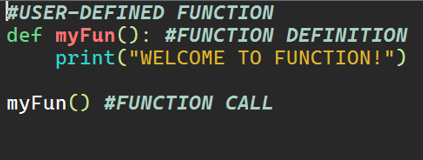 #USER-DEFINED FUNCTION
def myFun(): #FUNCTION DEFINITION
    print("WELCOME TO FUNCTION!")

myFun() #FUNCTION CALL